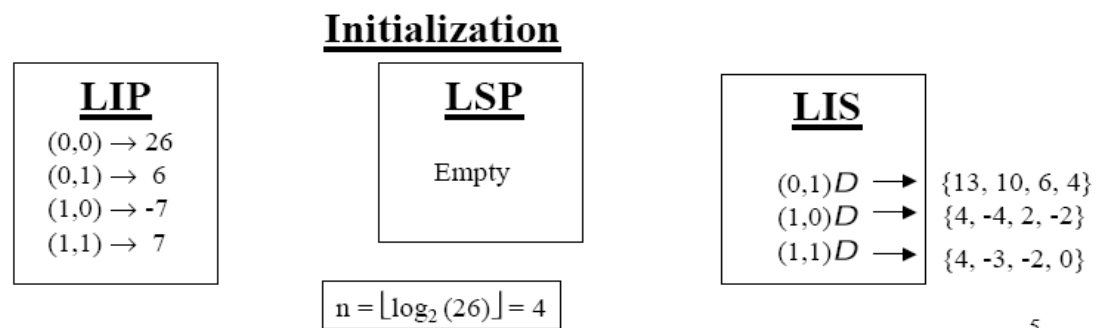 Initialization
LIP
(0,0) → 26
(0,1) → 6
(1,0) → -7
(1,1) → 7
LSP
Empty
LIS
(0,1)D → {13, 10, 6, 4}
(1,0)D → {4, -4, 2, -2}
(1,1)D → {4, -3, -2, 0}
n = ⌊log₂ (26)⌋ = 4
5